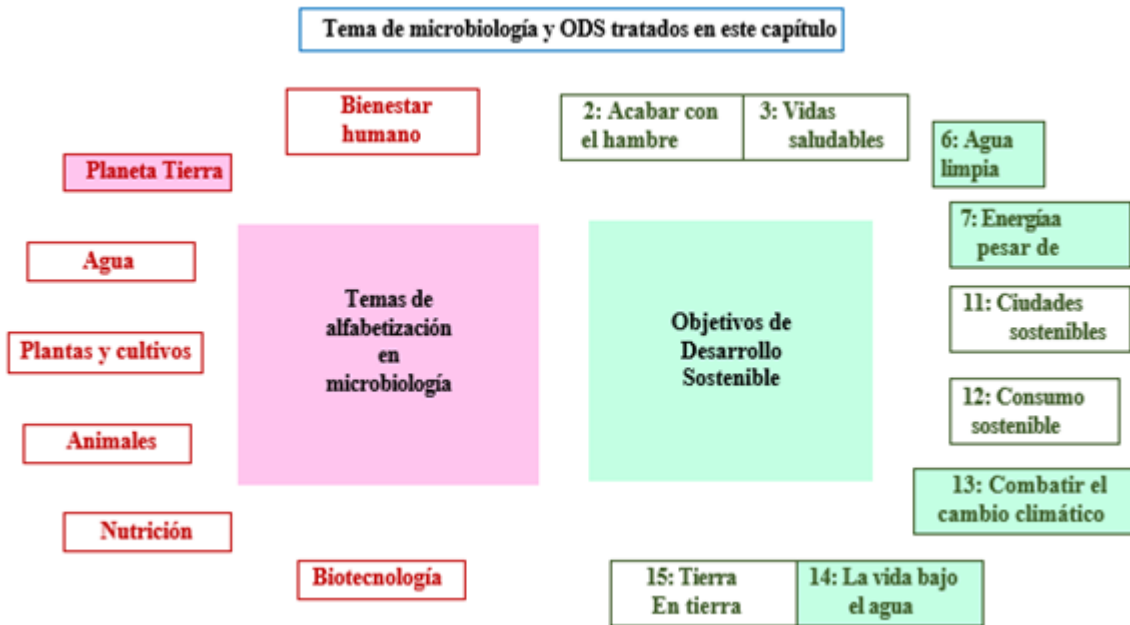 Tema de microbiología y ODS tratados en este capítulo
Bienestar
humano
2: Acabar con
el hambre
3: Vidas
saludables
6: Agua
limpia
Planeta Tierra
7: Energíaa
pesar de
Agua
Temas de
alfabetización
en
microbiología
Objetivos de
Desarrollo
Sostenible
11: Ciudades
sostenibles
Plantas y cultivos
12: Consumo
sostenible
Animales
13: Combatir el
cambio climático
Nutrición
Biotecnología
15: Tierra
En tierra
14: La vida bajo
el agua